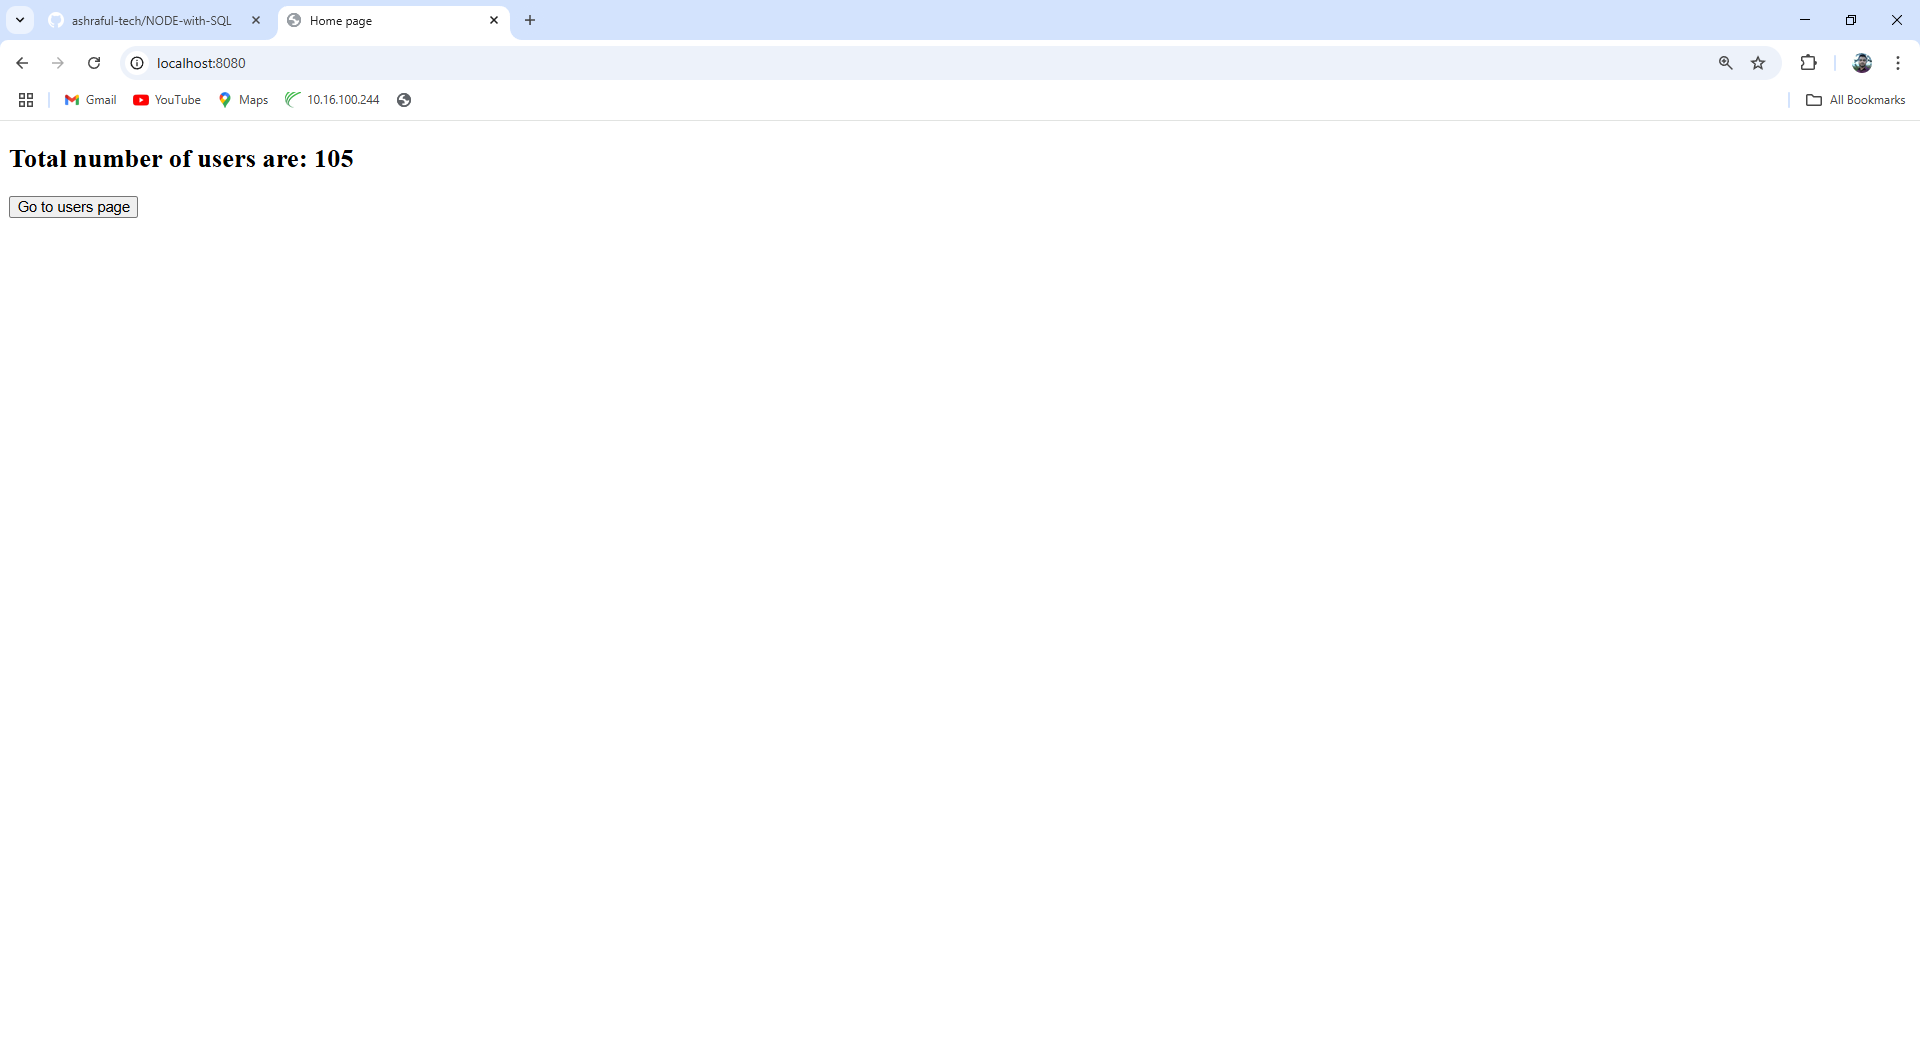 ashraful-tech/NODE-with-SQL
Home page
localhost:8080
Gmail
YouTube
Maps
10.16.100.244
All Bookmarks
Total number of users are: 105
Go to users page